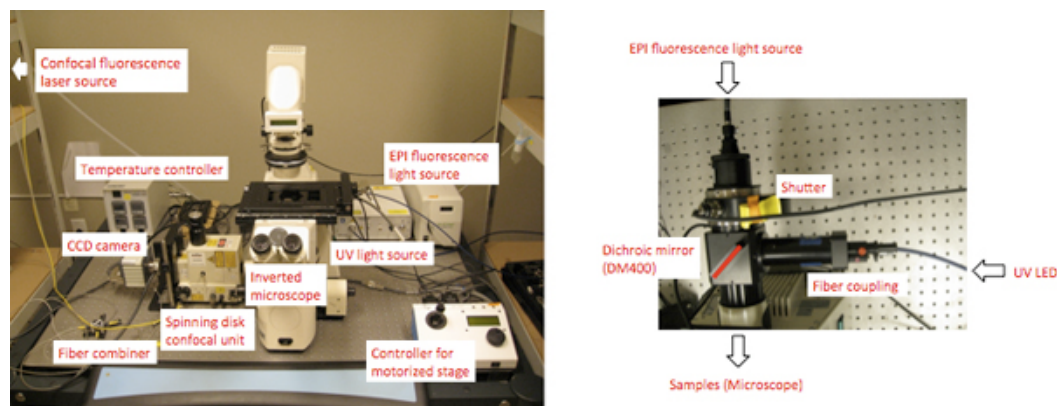 Confocal fluorescence
laser source
Temperature controller
EPI fluorescence
light source
CCD camera
UV light source
Inverted
microscope
Spinning disk
confocal unit
Fiber combiner
Controller for
motorized stage
EPI fluorescence light source
Shutter
Dichroic mirror
(DM400)
Fiber coupling
UV LED
Samples (Microscope)